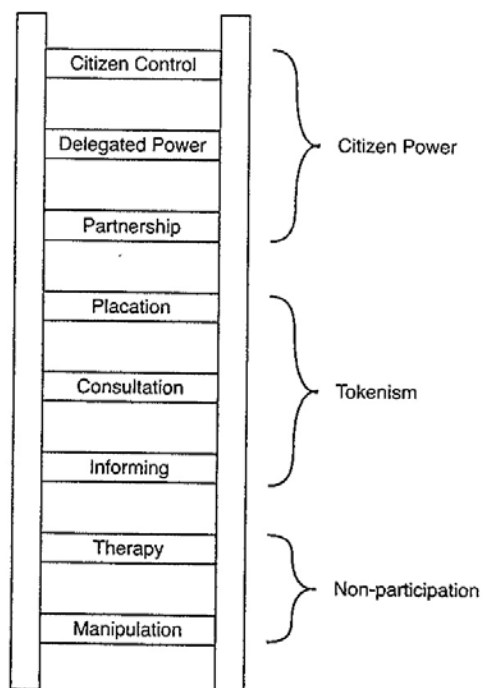 Citizen Control
Delegated Power
Citizen Power
Partnership
Placation
Consultation
Tokenism
Informing
Therapy
Non-participation
Manipulation